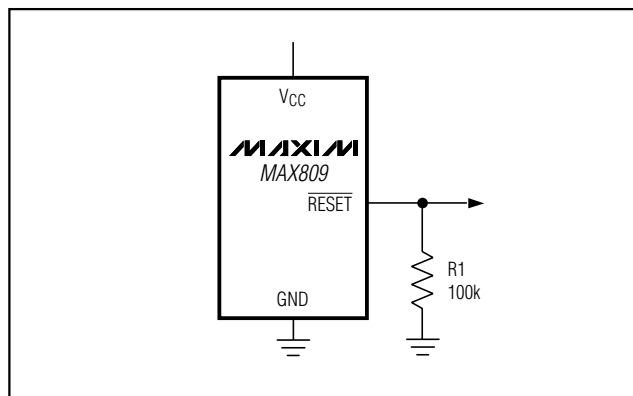 VCC
MAXIM
MAX809
RESET
R1
100k
GND